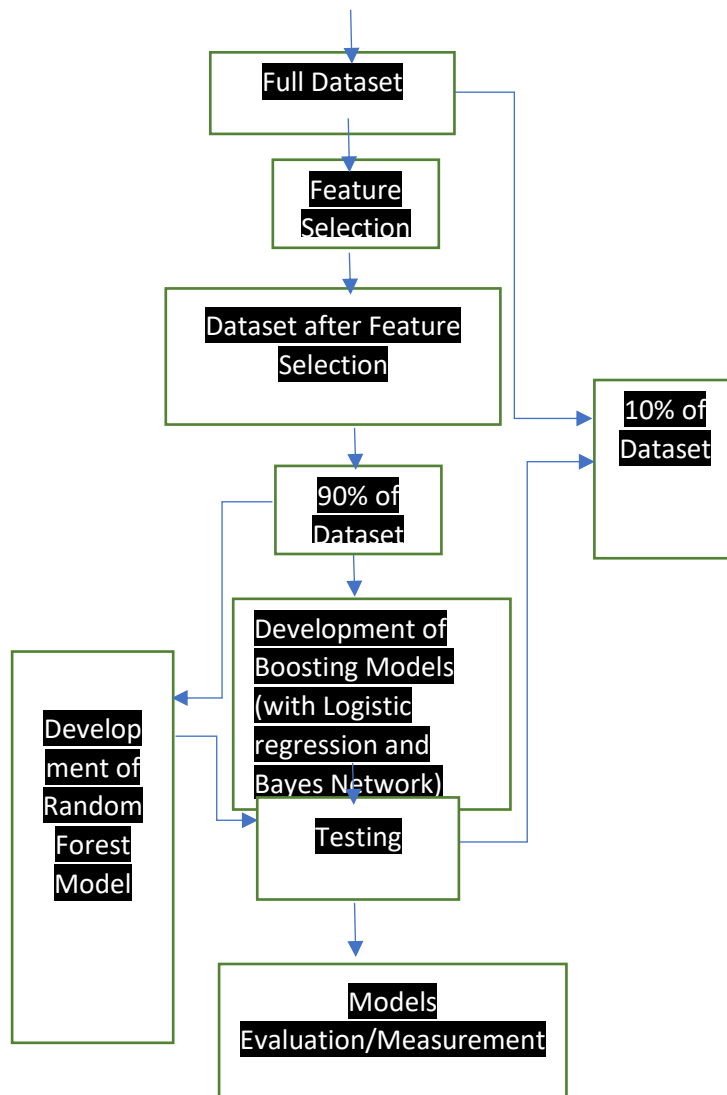 Full Dataset
Feature
Selection
Dataset after Feature
Selection
10% of
Dataset
90% of
Dataset
Development of
Boosting Models
(with Logistic
regression and
Bayes Network)
Develop
ment of
Random
Forest
Model
Testing
Models
Evaluation/Measurement